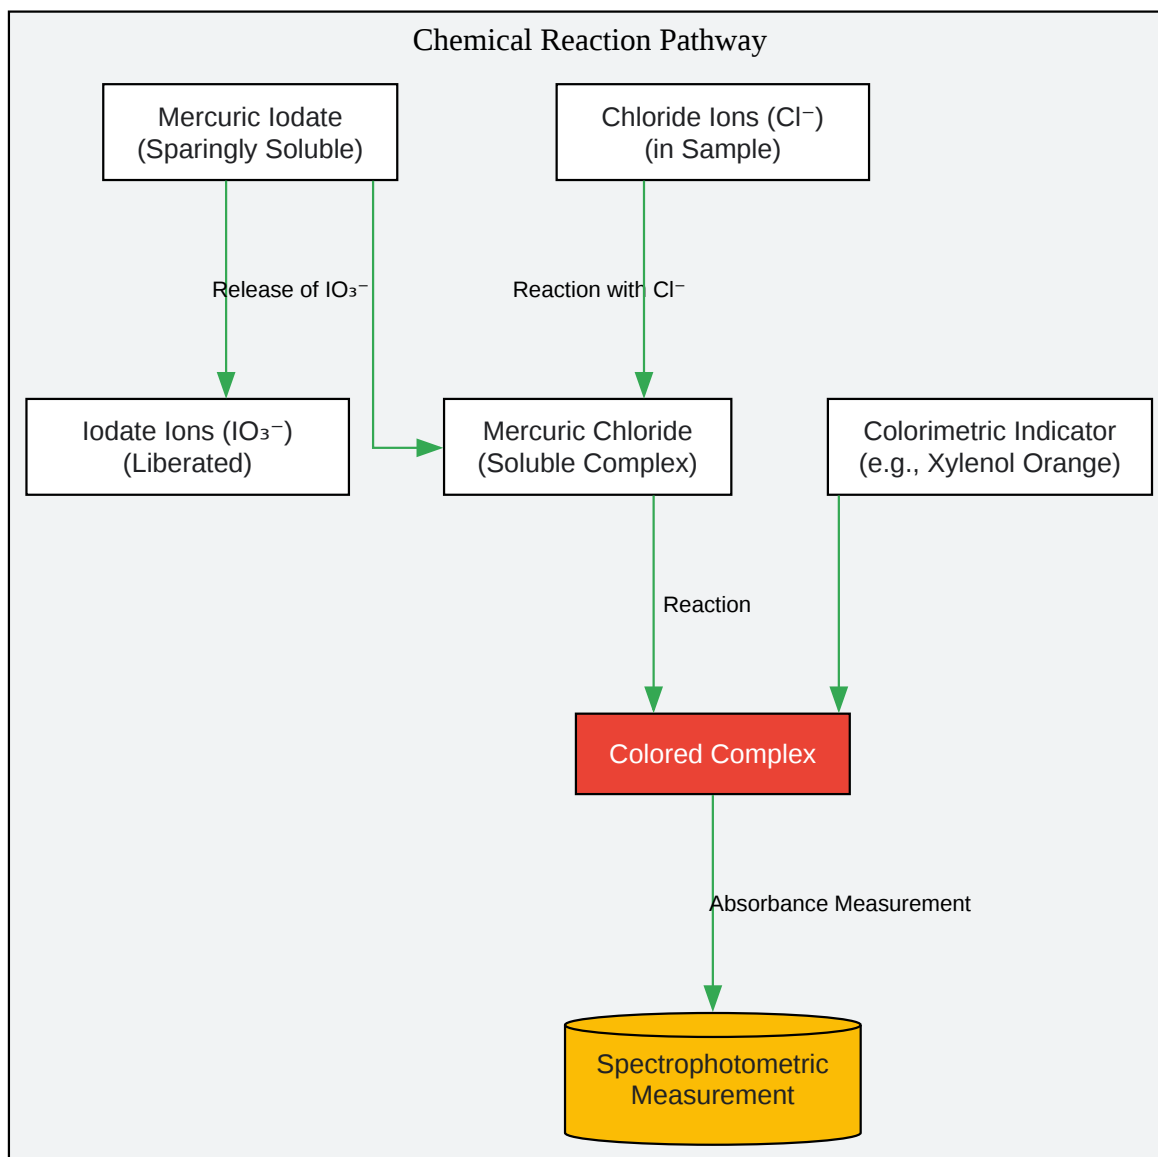 Chemical Reaction Pathway
Mercuric Iodate
(Sparingly Soluble)
Chloride Ions (Cl⁻)
(in Sample)
Release of IO₃⁻
Reaction with Cl⁻
Iodate Ions (IO₃⁻)
(Liberated)
Mercuric Chloride
(Soluble Complex)
Colorimetric Indicator
(e.g., Xylenol Orange)
Reaction
Colored Complex
Absorbance Measurement
Spectrophotometric
Measurement